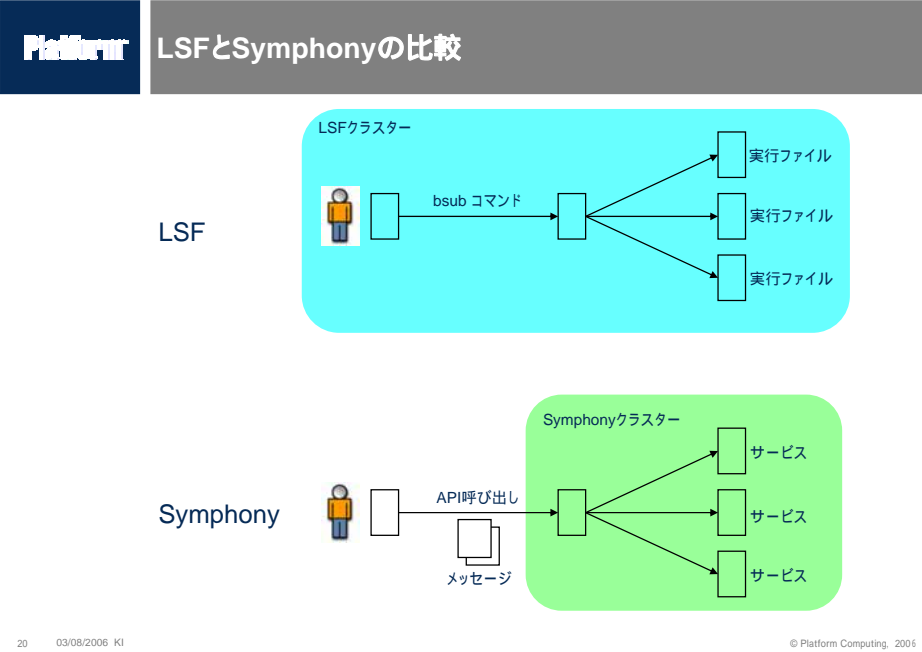 Platform
LSFとSymphonyの比較
LSFクラスター
実行ファイル
bsub コマンド
実行ファイル
LSF
実行ファイル
Symphonyクラスター
サービス
API呼び出し
Symphony
サービス
メッセージ
サービス
20 03/08/2006 KI
© Platform Computing, 2006